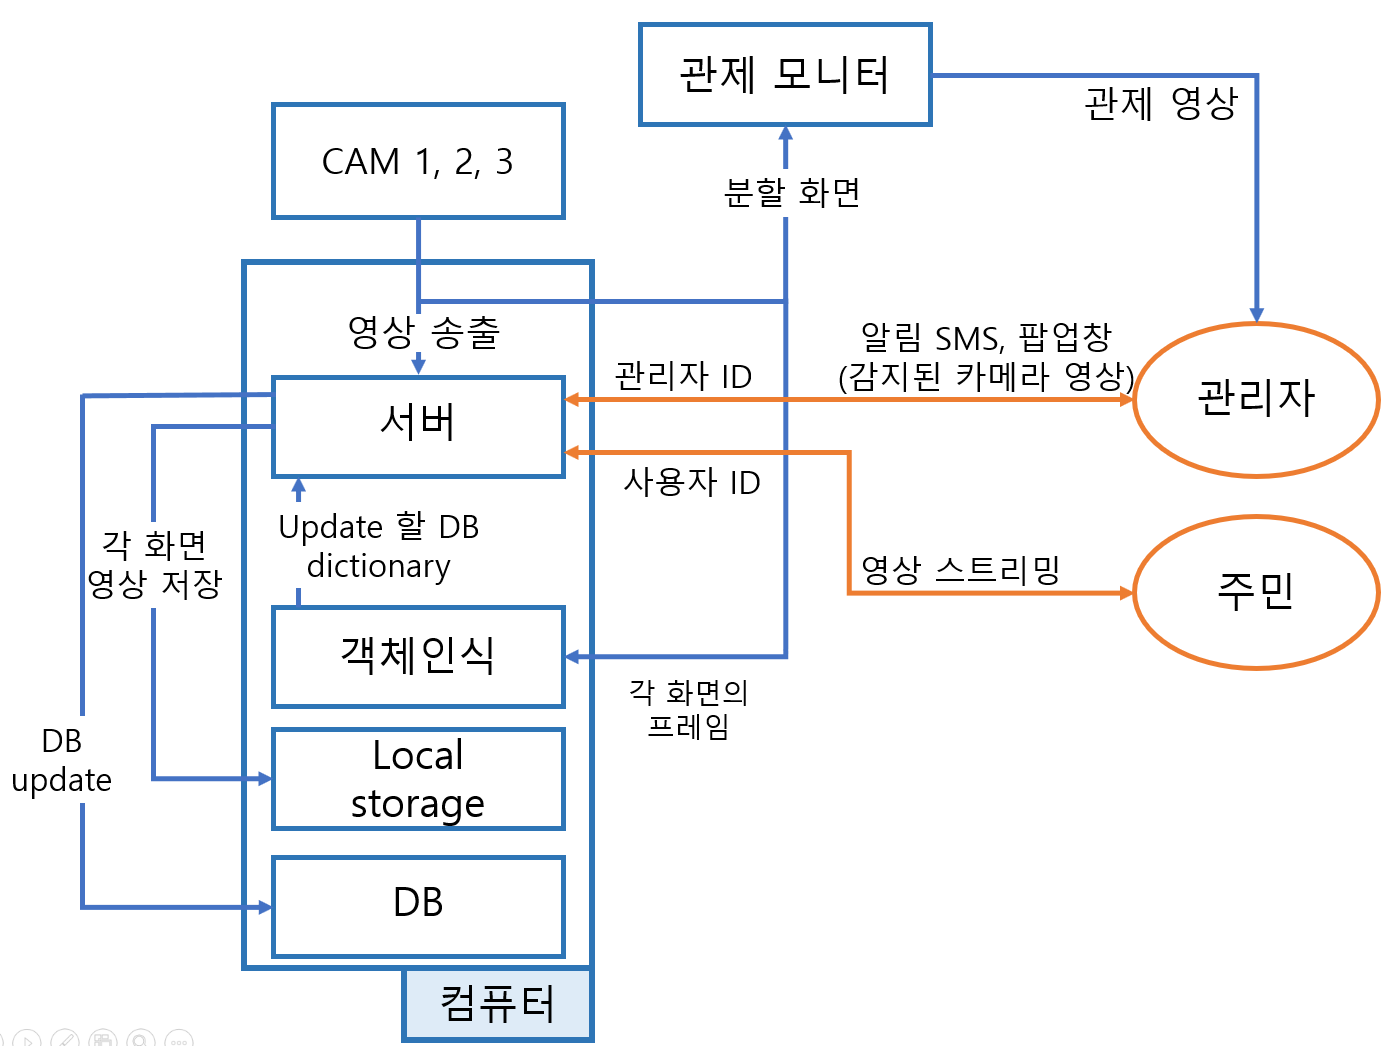 관제 모니터
관제 영상
CAM 1, 2, 3
분할 화면
영상 송출
알림 SMS, 팝업창
(감지된 카메라 영상)
관리자 ID
관리자
서버
사용자 ID
Update 할 DB
dictionary
각 화면
영상 저장
영상 스트리밍
주민
객체인식
각 화면의
프레임
DB
update
Local
storage
DB
컴퓨터